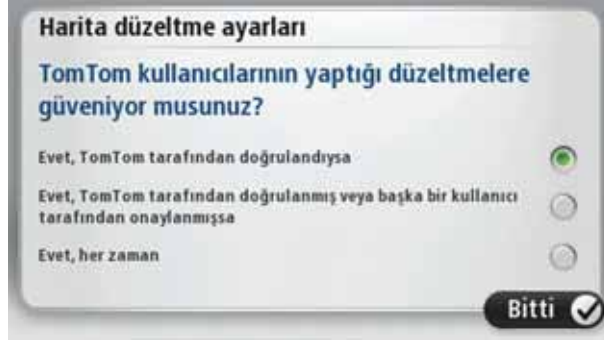 Harita düzeltme ayarları
TomTom kullanıcılarının yaptığı düzeltmelere
güveniyor musunuz?
Evet, TomTom tarafından doğrulandıysa
Evet, TomTom tarafından doğrulanmış veya başka bir kullanıcı
tarafından onaylanmışsa
Evet, her zaman
Bitti